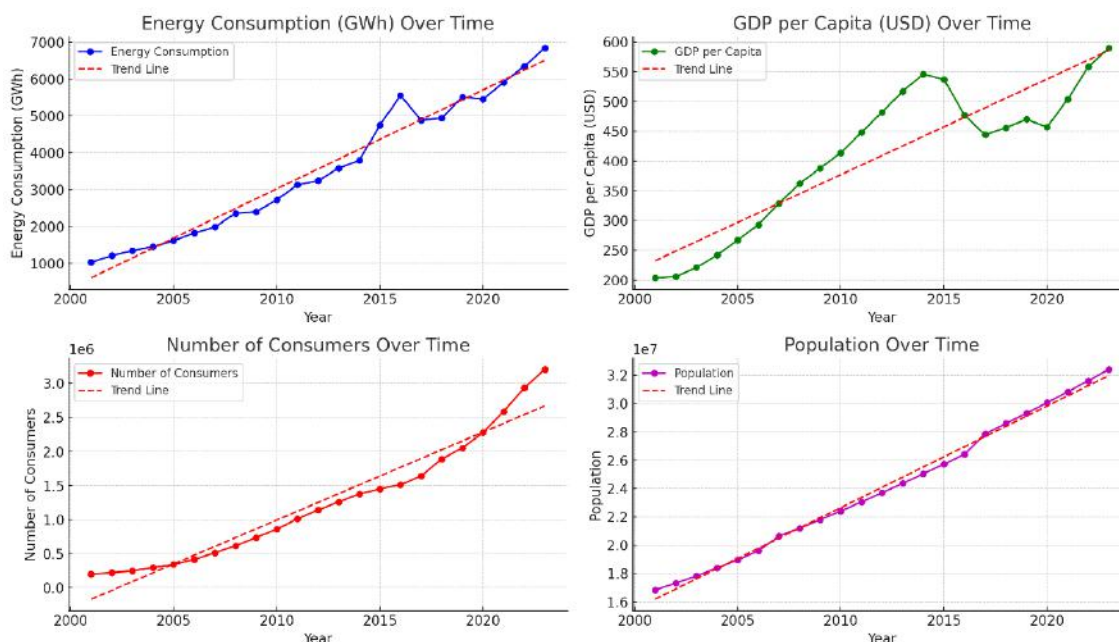 Energy Consumption (GWh) Over Time
7000
6000
5000
4000
3000
2000
1000
Energy Consumption (GWh)
Energy Consumption
Trend Line
2000
2005
2010
2015
2020
Year
GDP per Capita (USD) Over Time
600
550
500
450
400
350
300
250
200
GDP per Capita (USD)
GDP per Capita
Trend Line
2000
2005
2010
2015
2020
Year
Number of Consumers Over Time
1e6
3.0
2.5
2.0
1.5
1.0
0.5
0.0
Number of Consumers
Number of Consumers
Trend Line
2000
2005
2010
2015
2020
Year
Population Over Time
1e7
3.2
3.0
2.8
2.6
2.4
2.2
2.0
1.8
1.6
Population
Population
Trend Line
2000
2005
2010
2015
2020
Year